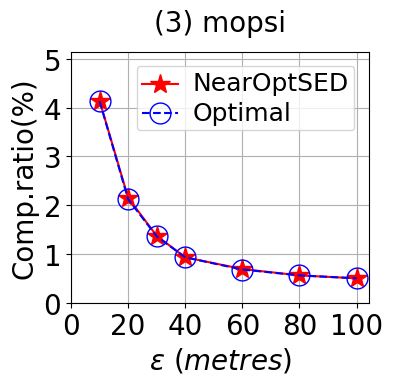 (3) mopsi
NearOptSED
Optimal
Comp.ratio(%)
5
4
3
2
1
0
0 20 40 60 80 100
ε (metres)